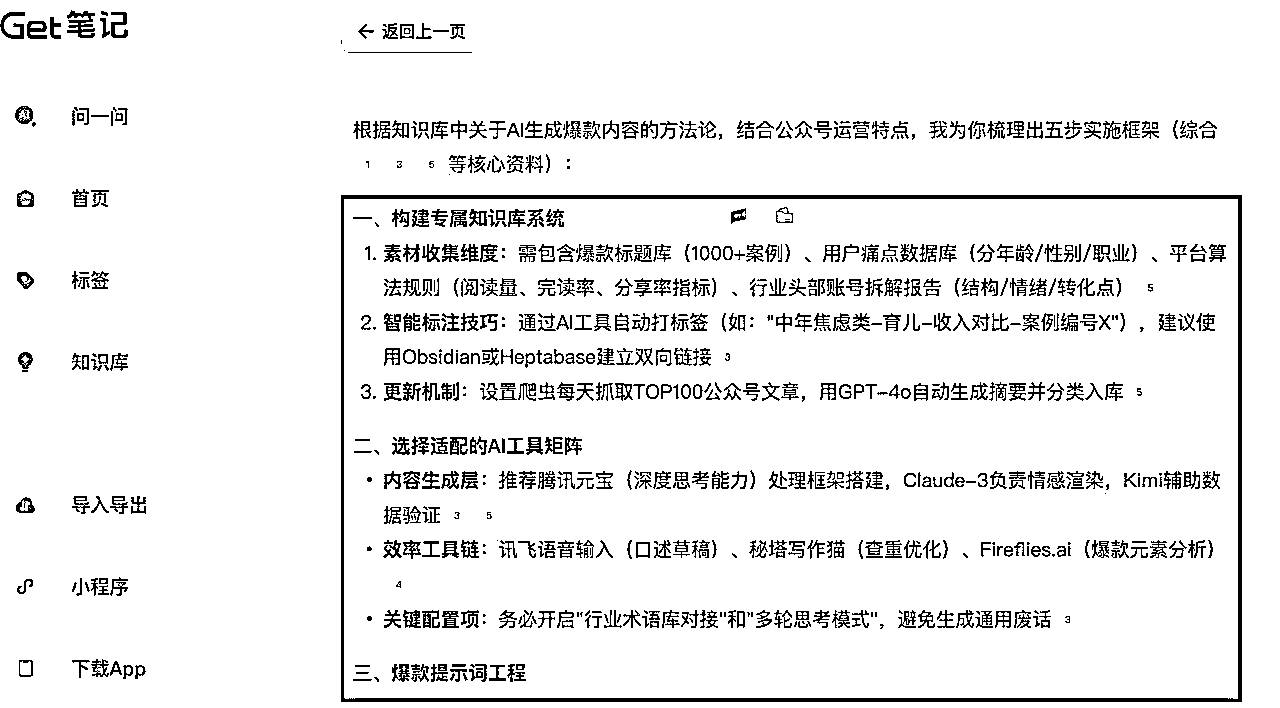 Get笔记
← 返回上一页
问一问
首页
标签
知识库
导入导出
小程序
下载App
根据知识库中关于AI生成爆款内容的方法论，结合公众号运营特点，我为你梳理出五步实施框架（综合
1 3 5 等核心资料）：
一、构建专属知识库系统
1. 素材收集维度：需包含爆款标题库（1000+案例）、用户痛点数据库（分年龄/性别/职业）、平台算
法规则（阅读量、完读率、分享率指标）、行业头部账号拆解报告（结构/情绪/转化点） 5
2. 智能标注技巧：通过AI工具自动打标签（如："中年焦虑类-育儿-收入对比-案例编号X"），建议使
用Obsidian或Heptabase建立双向链接 3
3. 更新机制：设置爬虫每天抓取TOP100公众号文章，用GPT-4o自动生成摘要并分类入库 5
二、选择适配的AI工具矩阵
• 内容生成层：推荐腾讯元宝（深度思考能力）处理框架搭建，Claude-3负责情感渲染，Kimi辅助数
据验证 3 5
• 效率工具链：讯飞语音输入（口述草稿）、秘塔写作猫（查重优化）、Fireflies.ai（爆款元素分析）
4
• 关键配置项：务必开启"行业术语库对接"和"多轮思考模式"，避免生成通用废话 3
三、爆款提示词工程